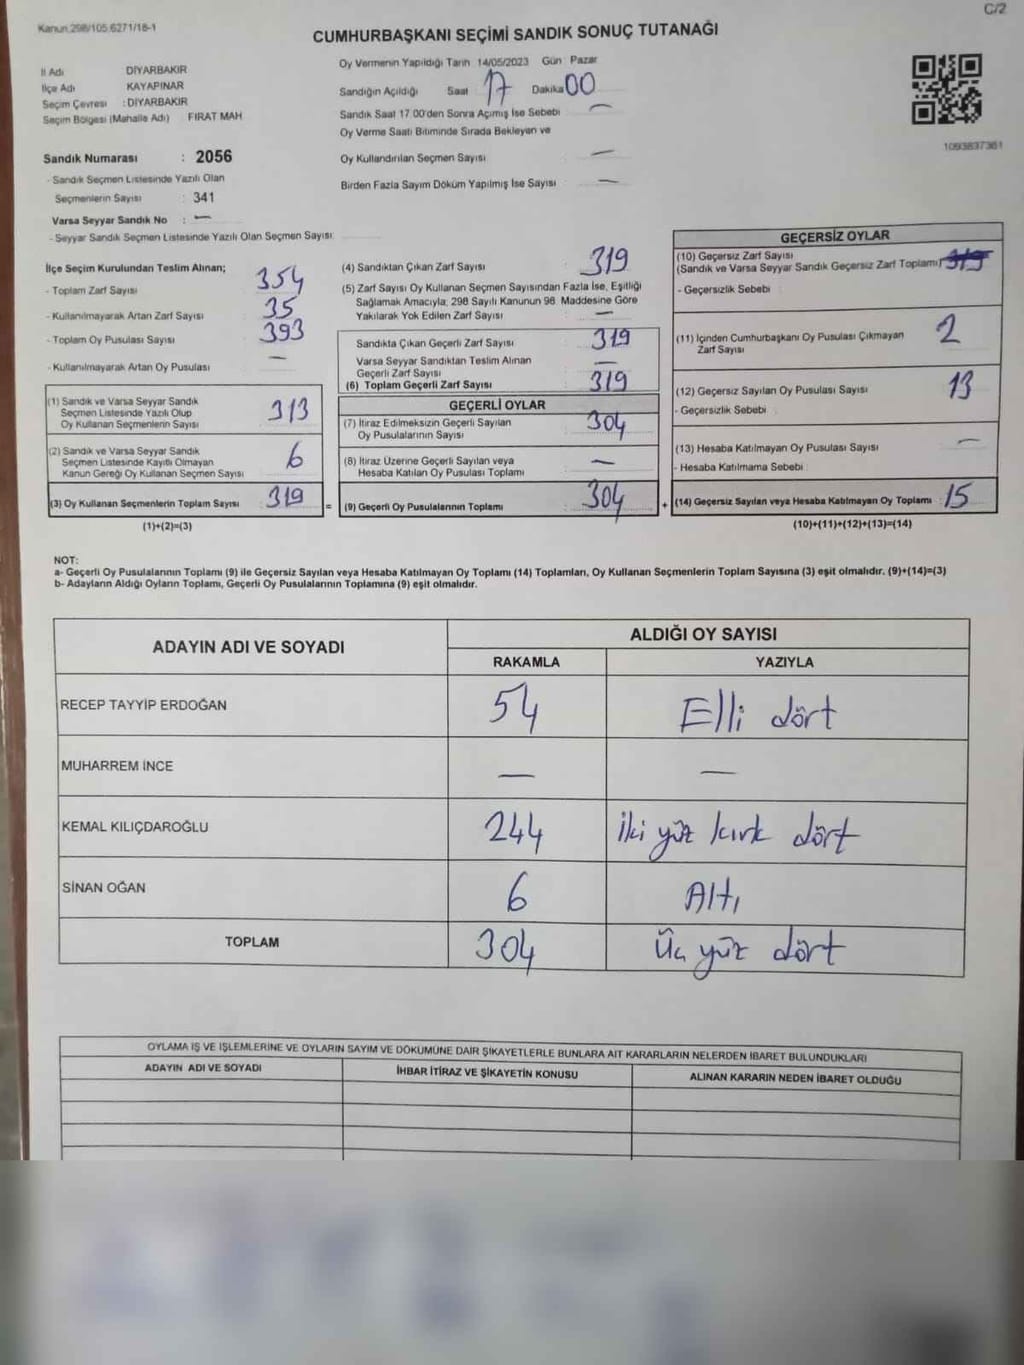 C/2
Kanun:298/105.6271/18-1
CUMHURBAŞKANI SEÇİMİ SANDIK SONUÇ TUTANAĞI
İl Adı DİYARBAKIR
İlçe Adı KAYAPINAR
Seçim Çevresi : DİYARBAKIR
Seçim Bölgesi (Mahalle Adı) FIRAT MAH
Sandık Numarası : 2056
- Sandık Seçmen Listesinde Yazılı Olan
Seçmenlerin Sayısı : 341
Varsa Seyyar Sandık No : —
- Seyyar Sandık Seçmen Listesinde Yazılı Olan Seçmen Sayısı:
Oy Vermenin Yapıldığı Tarih 14/05/2023 Gün Pazar
Sandığın Açıldığı Saat 17 Dakika 00
Sandık Saat 17.00'den Sonra Açımış İse Sebebi —
Oy Verme Saati Bitiminde Sırada Bekleyen ve
Oy Kullandırılan Seçmen Sayısı —
Birden Fazla Sayım Döküm Yapılmış İse Sayısı —
1093837361
İlçe Seçim Kurulundan Teslim Alınan;
- Toplam Zarf Sayısı 354
- Kullanılmayarak Artan Zarf Sayısı 35
- Toplam Oy Pusulası Sayısı 393
- Kullanılmayarak Artan Oy Pusulası —
(1) Sandık ve Varsa Seyyar Sandık
Seçmen Listesinde Yazılı Olup
Oy Kullanan Seçmenlerin Sayısı 313
(2) Sandık ve Varsa Seyyar Sandık
Seçmen Listesinde Kayıtlı Olmayan
Kanun Gereği Oy Kullanan Seçmen Sayısı 6
(3) Oy Kullanan Seçmenlerin Toplam Sayısı 319
(1)+(2)=(3)
(4) Sandıktan Çıkan Zarf Sayısı 319
(5) Zarf Sayısı Oy Kullanan Seçmen Sayısından Fazla İse, Eşitliği
Sağlamak Amacıyla, 298 Sayılı Kanunun 98. Maddesine Göre
Yakılarak Yok Edilen Zarf Sayısı —
Sandıkta Çıkan Geçerli Zarf Sayısı 319
Varsa Seyyar Sandıktan Teslim Alınan
Geçerli Zarf Sayısı —
(6) Toplam Geçerli Zarf Sayısı 319
GEÇERLİ OYLAR
(7) İtiraz Edilmeksizin Geçerli Sayılan
Oy Pusulalarının Sayısı 304
(8) İtiraz Üzerine Geçerli Sayılan veya
Hesaba Katılan Oy Pusulası Toplamı —
= (9) Geçerli Oy Pusulalarının Toplamı 304
GEÇERSİZ OYLAR
(10) Geçersiz Zarf Sayısı
(Sandık ve Varsa Seyyar Sandık Geçersiz Zarf Toplamı) 319
- Geçersizlik Sebebi :
(11) İçinden Cumhurbaşkanı Oy Pusulası Çıkmayan
Zarf Sayısı 2
(12) Geçersiz Sayılan Oy Pusulası Sayısı 13
- Geçersizlik Sebebi :
(13) Hesaba Katılmayan Oy Pusulası Sayısı —
- Hesaba Katılmama Sebebi :
+ (14) Geçersiz Sayılan veya Hesaba Katılmayan Oy Toplamı : 15
(10)+(11)+(12)+(13)=(14)
NOT:
a- Geçerli Oy Pusulalarının Toplamı (9) ile Geçersiz Sayılan veya Hesaba Katılmayan Oy Toplamı (14) Toplamları, Oy Kullanan Seçmenlerin Toplam Sayısına (3) eşit olmalıdır. (9)+(14)=(3)
b- Adayların Aldığı Oyların Toplamı, Geçerli Oy Pusulalarının Toplamına (9) eşit olmalıdır.
ADAYIN ADI VE SOYADI ALDIĞI OY SAYISI
RAKAMLA YAZIYLA
RECEP TAYYİP ERDOĞAN 54 Elli dört
MUHARREM İNCE — —
KEMAL KILIÇDAROĞLU 244 İki yüz kırk dört
SİNAN OĞAN 6 Altı
TOPLAM 304 Üç yüz dört
OYLAMA İŞ VE İŞLEMLERİNE VE OYLARIN SAYIM VE DÖKÜMÜNE DAİR ŞİKAYETLERLE BUNLARA AİT KARARLARIN NELERDEN İBARET BULUNDUKLARI
ADAYIN ADI VE SOYADI İHBAR İTİRAZ VE ŞİKAYETİN KONUSU ALINAN KARARIN NEDEN İBARET OLDUĞU